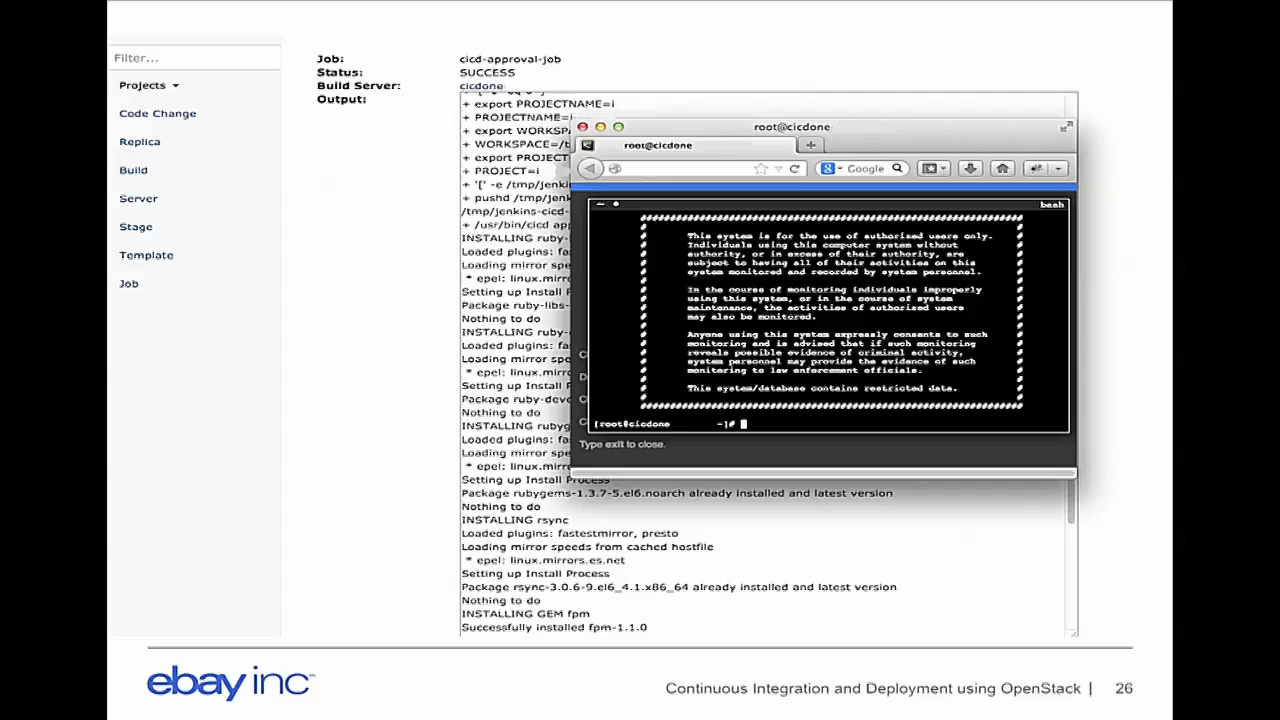 Filter...
Projects
Code Change
Replica
Build
Server
Stage
Template
Job
Job: cicd-approval-job
Status: SUCCESS
Build Server: cicdone
Output:
+ export PROJECTNAME=i
+ PROJECTNAME=i
+ export WORKSP
+ WORKSPACE=/t
+ export PROJECT
+ PROJECT=i
+ '[' -e /tmp/jenki
+ pushd /tmp/jenk
/tmp/jenkins-cicd-
+ /usr/bin/cicd app
INSTALLING ruby-
Loaded plugins: fa
Loading mirror spe
* epel: linux.mirr
Setting up Install P
Package ruby-libs-
Nothing to do
INSTALLING ruby-
Loaded plugins: fa
Loading mirror spe
* epel: linux.mirr
Setting up Install P
Package ruby-deve
Nothing to do
INSTALLING rubyg
Loaded plugins: fas
Loading mirror spe
* epel: linux.mirr
Setting up Install Process
Package rubygems-1.3.7-5.el6.noarch already installed and latest version
Nothing to do
INSTALLING rsync
Loaded plugins: fastestmirror, presto
Loading mirror speeds from cached hostfile
* epel: linux.mirrors.es.net
Setting up Install Process
Package rsync-3.0.6-9.el6_4.1.x86_64 already installed and latest version
Nothing to do
INSTALLING GEM fpm
Successfully installed fpm-1.1.0
root@cicdone
root@cicdone
Google
bash
This system is for the use of authorized users only.
Individuals using this computer system without
authority, or in excess of their authority, are
subject to having all of their activities on this
system monitored and recorded by system personnel.
In the course of monitoring individuals improperly
using this system, or in the course of system
maintenance, the activities of authorized users
may also be monitored.
Anyone using this system expressly consents to such
monitoring and is advised that if such monitoring
reveals possible evidence of criminal activity,
system personnel may provide the evidence of such
monitoring to law enforcement officials.
This system/database contains restricted data.
[root@cicdone ~]#
Type exit to close.
ebay inc
Continuous Integration and Deployment using OpenStack | 26